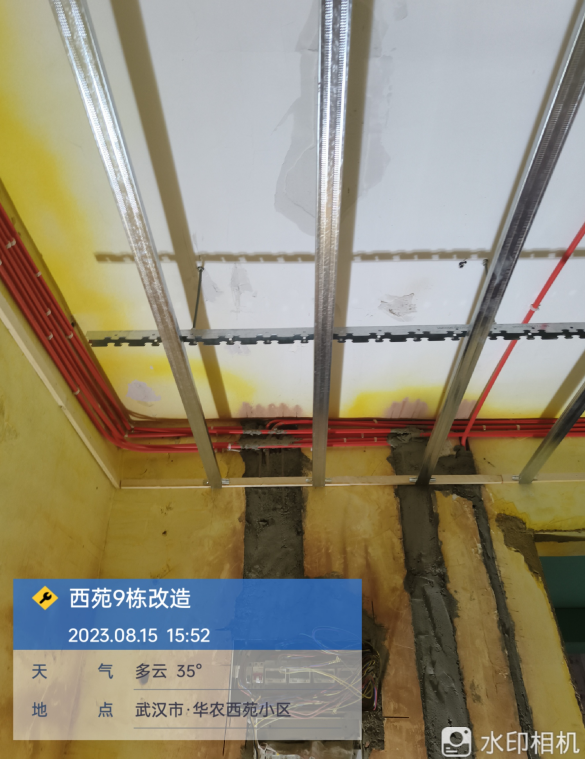 西苑9栋改造
2023.08.15 15:52
天 气 多云 35°
地 点 武汉市·华农西苑小区
水印相机